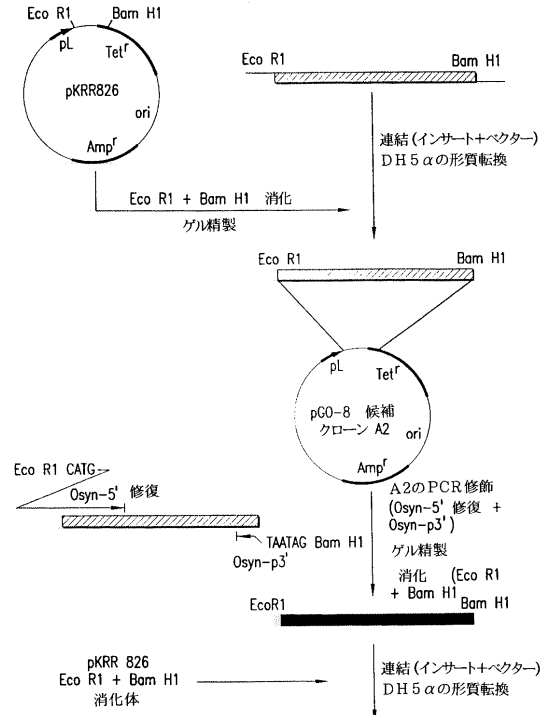 Eco R1
Bam H1
pL
Tetr
pKRR826
ori
Ampr
Eco R1
Bam H1
連結(インサート+ベクター)
DH5αの形質転換
Eco R1 + Bam H1 消化
ゲル精製
Eco R1
Bam H1
pL
Tetr
pGO-8 候補
クローン A2
ori
Ampr
Eco R1 CATG
Osyn-5' 修復
TAATAG Bam H1
Osyn-p3'
A2のPCR修飾
(Osyn-5' 修復 +
Osyn-p3')
ゲル精製
消化 (Eco R1
+ Bam H1)
EcoR1
Bam H1
pKRR 826
Eco R1 + Bam H1
消化体
連結(インサート+ベクター)
DH5αの形質転換